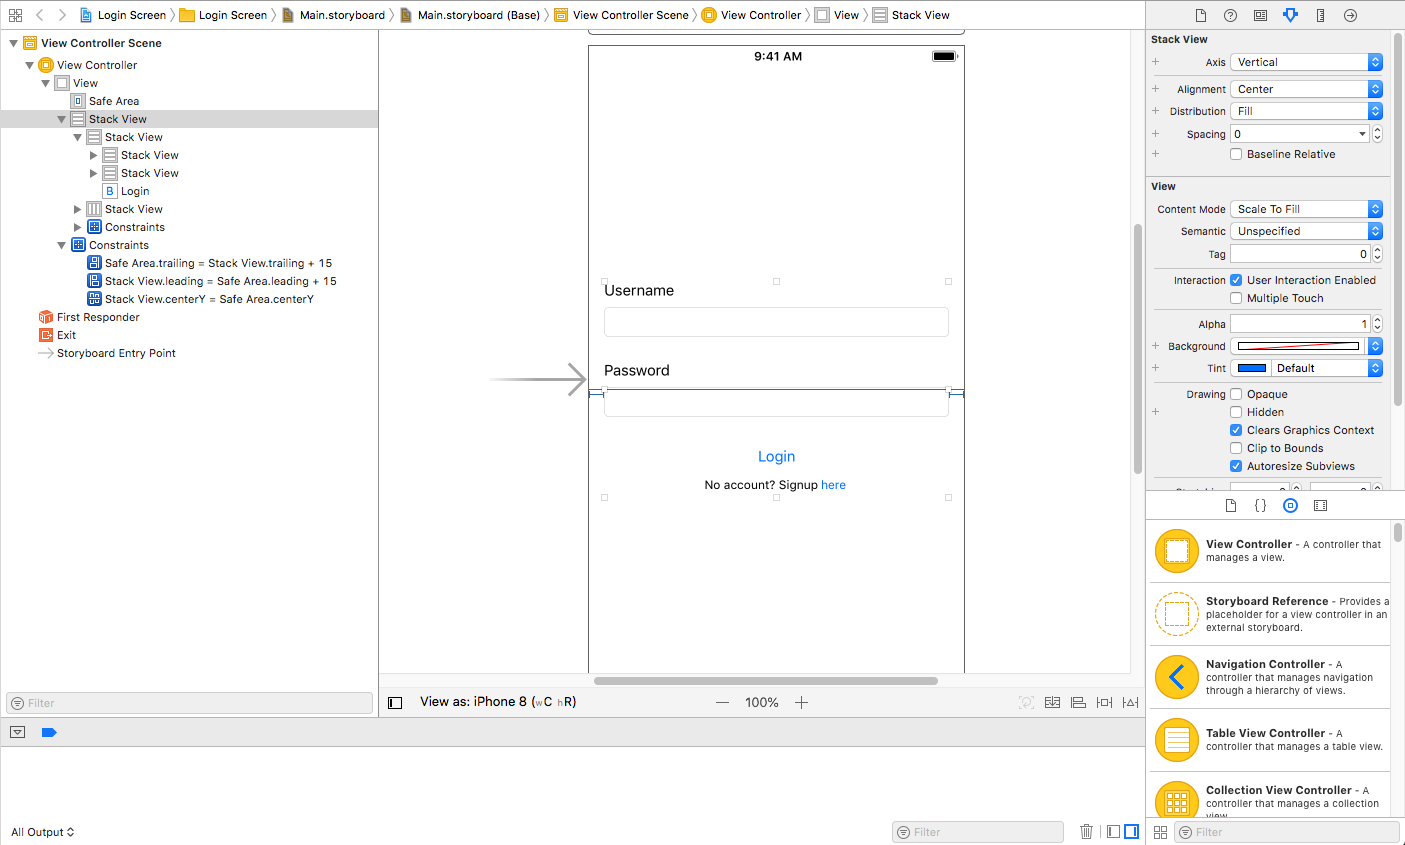 Login Screen
Login Screen
Main.storyboard
Main.storyboard (Base)
View Controller Scene
View Controller
View
Stack View
View Controller Scene
View Controller
View
Safe Area
Stack View
Stack View
Stack View
Stack View
B Login
Stack View
Constraints
Constraints
Safe Area.trailing = Stack View.trailing + 15
Stack View.leading = Safe Area.leading + 15
Stack View.centerY = Safe Area.centerY
First Responder
Exit
Storyboard Entry Point
Filter
9:41 AM
Username
Password
Login
No account? Signup here
View as: iPhone 8 (wC hR)
100%
All Output
Filter
Stack View
Axis Vertical
Alignment Center
Distribution Fill
Spacing 0
Baseline Relative
View
Content Mode Scale To Fill
Semantic Unspecified
Tag 0
Interaction User Interaction Enabled
Multiple Touch
Alpha 1
Background
Tint Default
Drawing Opaque
Hidden
Clears Graphics Context
Clip to Bounds
Autoresize Subviews
{}
View Controller - A controller that
manages a view.
Storyboard Reference - Provides a
placeholder for a view controller in an
external storyboard.
Navigation Controller - A
controller that manages navigation
through a hierarchy of views.
Table View Controller - A
controller that manages a table view.
Collection View Controller - A
controller that manages a collection
view.
Filter